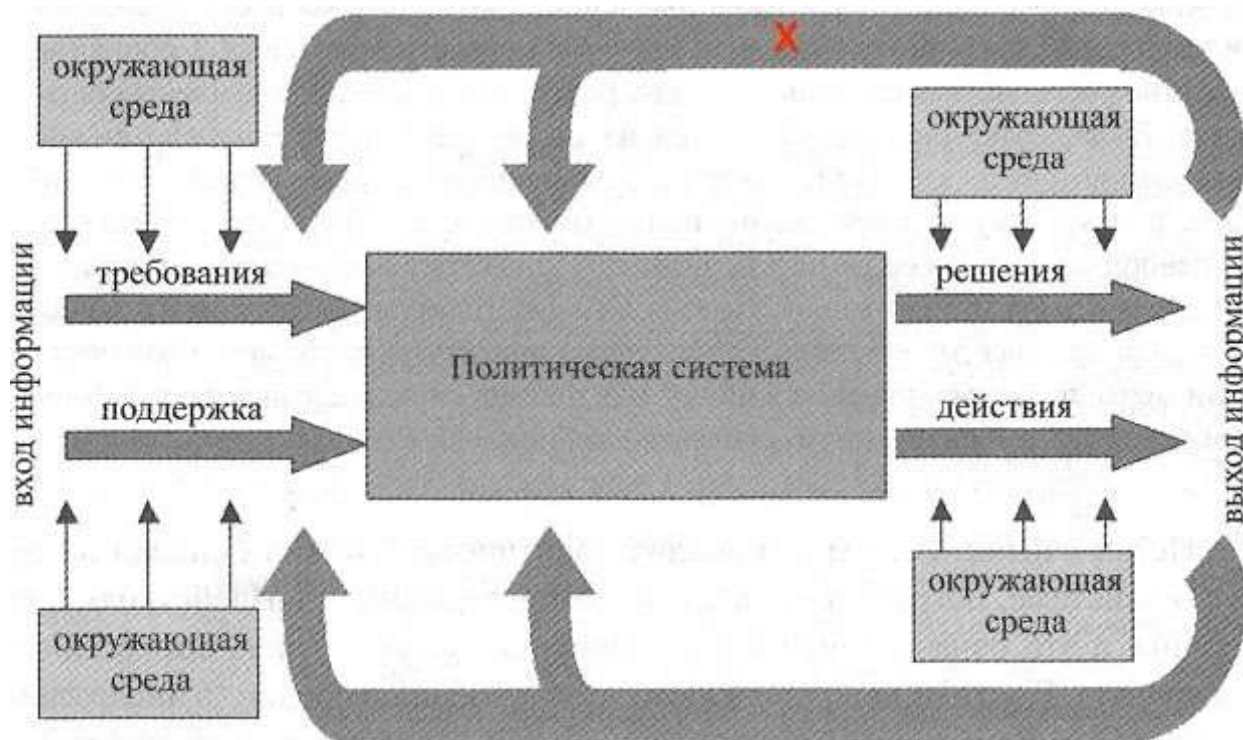 окружающая
среда
X
окружающая
среда
вход информации
требования
решения
Политическая система
поддержка
действия
выход информации
окружающая
среда
окружающая
среда